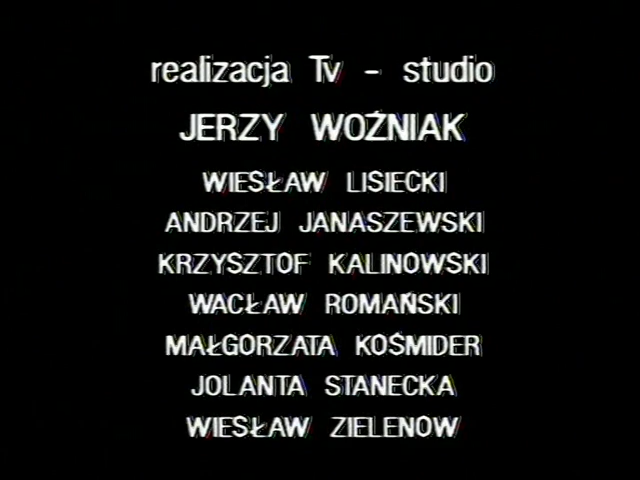 realizacja Tv - studio
JERZY WOŹNIAK
WIESŁAW LISIECKI
ANDRZEJ JANASZEWSKI
KRZYSZTOF KALINOWSKI
WACŁAW ROMAŃSKI
MAŁGORZATA KOŚMIDER
JOLANTA STANECKA
WIESŁAW ZIELENOW